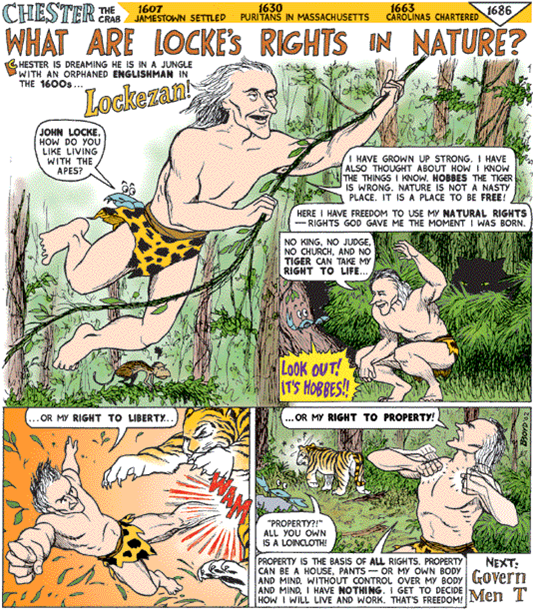 CHESTER THE CRAB
1607 JAMESTOWN SETTLED
1630 PURITANS IN MASSACHUSETTS
1663 CAROLINAS CHARTERED
1686
WHAT ARE LOCKE'S RIGHTS IN NATURE?
CHESTER IS DREAMING HE IS IN A JUNGLE
WITH AN ORPHANED ENGLISHMAN IN
THE 1600s...
Lockezan!
JOHN LOCKE,
HOW DO YOU
LIKE LIVING
WITH THE
APES?
I HAVE GROWN UP STRONG. I HAVE
ALSO THOUGHT ABOUT HOW I KNOW
THE THINGS I KNOW. HOBBES THE TIGER
IS WRONG. NATURE IS NOT A NASTY
PLACE. IT IS A PLACE TO BE FREE!
HERE I HAVE FREEDOM TO USE MY NATURAL RIGHTS
— RIGHTS GOD GAVE ME THE MOMENT I WAS BORN.
NO KING, NO JUDGE,
NO CHURCH, AND NO
TIGER CAN TAKE MY
RIGHT TO LIFE...
LOOK OUT!
IT'S HOBBES!!
...OR MY RIGHT TO LIBERTY...
WAM
...OR MY RIGHT TO PROPERTY!
BOYD '02
"PROPERTY?!"
ALL YOU OWN
IS A LOINCLOTH!
PROPERTY IS THE BASIS OF ALL RIGHTS. PROPERTY
CAN BE A HOUSE, PANTS — OR MY OWN BODY
AND MIND. WITHOUT CONTROL OVER MY BODY
AND MIND, I HAVE NOTHING. I GET TO DECIDE
HOW I WILL LIVE AND WORK. THAT'S FREEDOM!
NEXT:
Govern
Men T